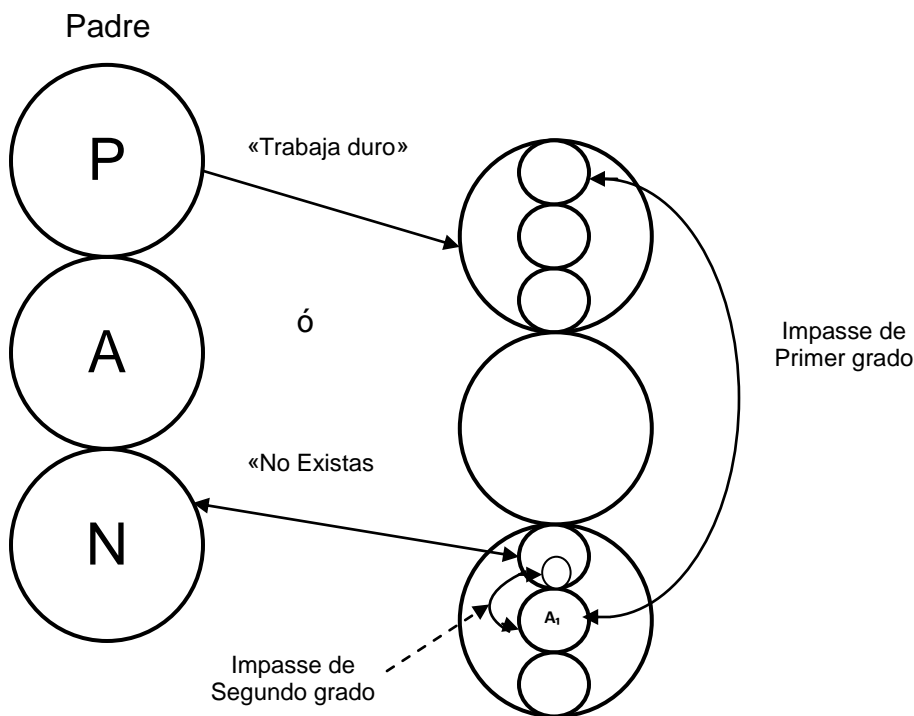 Padre
P
«Trabaja duro»
A
ó
Impasse de
Primer grado
«No Existas
N
A₁
Impasse de
Segundo grado